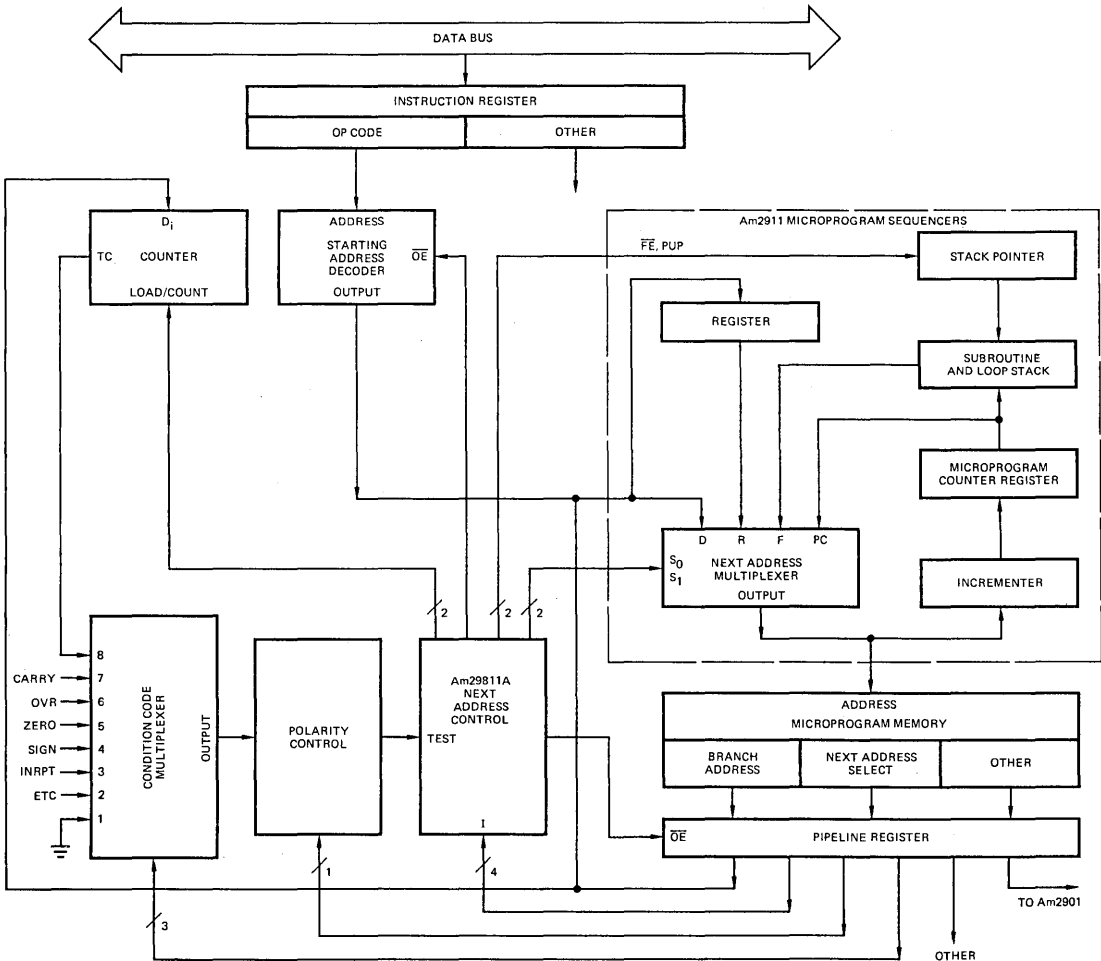 DATA BUS
INSTRUCTION REGISTER
OP CODE
OTHER
Di
TC
COUNTER
LOAD/COUNT
ADDRESS
STARTING
ADDRESS
DECODER
OE
OUTPUT
Am2911 MICROPROGRAM SEQUENCERS
FE, PUP
STACK POINTER
REGISTER
SUBROUTINE
AND LOOP STACK
MICROPROGRAM
COUNTER REGISTER
D R F PC
S0
S1
NEXT ADDRESS
MULTIPLEXER
OUTPUT
INCREMENTER
2
2
2
8
CARRY 7
OVR 6
ZERO 5
SIGN 4
INRPT 3
ETC 2
1
CONDITION CODE
MULTIPLEXER
OUTPUT
POLARITY
CONTROL
Am29811A
NEXT
ADDRESS
CONTROL
TEST
I
ADDRESS
MICROPROGRAM MEMORY
BRANCH
ADDRESS
NEXT ADDRESS
SELECT
OTHER
OE
PIPELINE REGISTER
1
4
3
TO Am2901
OTHER